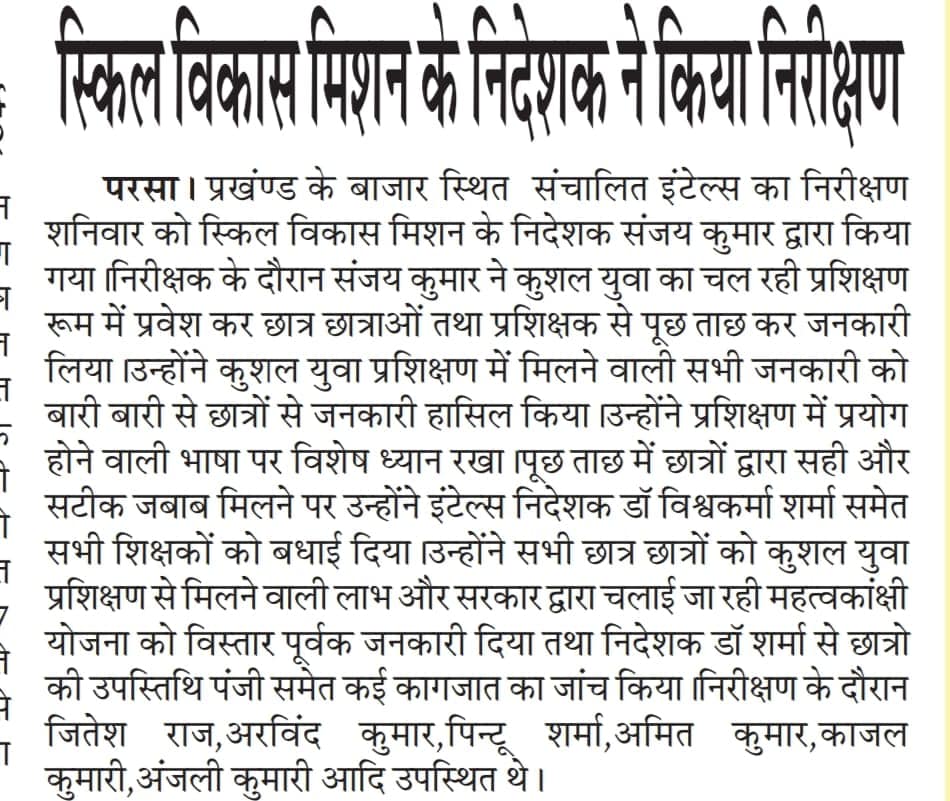 स्किल विकास मिशन के निदेशक ने किया निरीक्षण
परसा। प्रखंण्ड के बाजार स्थित संचालित इंटेल्स का निरीक्षण
शनिवार को स्किल विकास मिशन के निदेशक संजय कुमार द्वारा किया
गया ।निरीक्षक के दौरान संजय कुमार ने कुशल युवा का चल रही प्रशिक्षण
रूम में प्रवेश कर छात्र छात्राओं तथा प्रशिक्षक से पूछ ताछ कर जनकारी
लिया ।उन्होंने कुशल युवा प्रशिक्षण में मिलने वाली सभी जनकारी को
बारी बारी से छात्रों से जनकारी हासिल किया ।उन्होंने प्रशिक्षण में प्रयोग
होने वाली भाषा पर विशेष ध्यान रखा ।पूछ ताछ में छात्रों द्वारा सही और
सटीक जबाब मिलने पर उन्होंने इंटेल्स निदेशक डॉ विश्वकर्मा शर्मा समेत
सभी शिक्षकों को बधाई दिया ।उन्होंने सभी छात्र छात्रों को कुशल युवा
प्रशिक्षण से मिलने वाली लाभ और सरकार द्वारा चलाई जा रही महत्वकांक्षी
योजना को विस्तार पूर्वक जनकारी दिया तथा निदेशक डॉ शर्मा से छात्रो
की उपस्तिथि पंजी समेत कई कागजात का जांच किया ।निरीक्षण के दौरान
जितेश राज,अरविंद कुमार,पिन्टू शर्मा,अमित कुमार,काजल
कुमारी,अंजली कुमारी आदि उपस्थित थे।